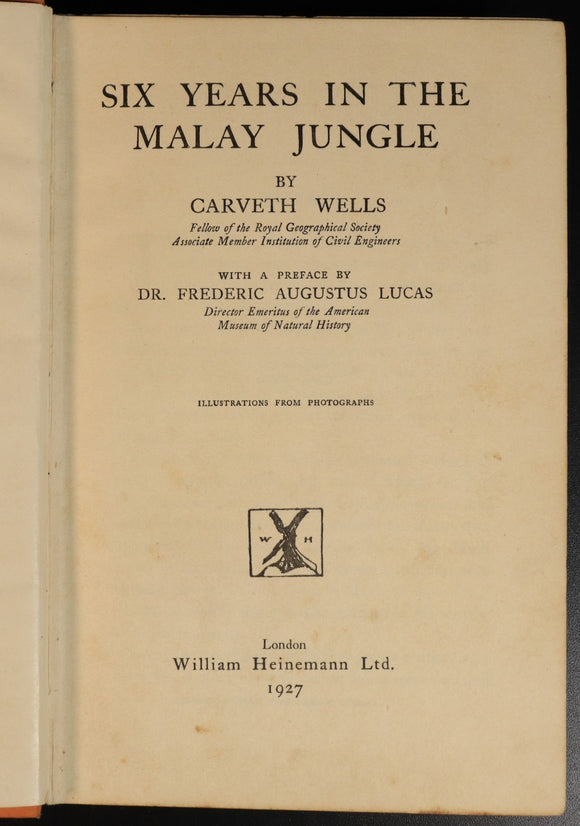 SIX YEARS IN THE
MALAY JUNGLE
BY
CARVETH WELLS
Fellow of the Royal Geographical Society
Associate Member Institution of Civil Engineers
WITH A PREFACE BY
DR. FREDERIC AUGUSTUS LUCAS
Director Emeritus of the American
Museum of Natural History
ILLUSTRATIONS FROM PHOTOGRAPHS
W H
London
William Heinemann Ltd.
1927